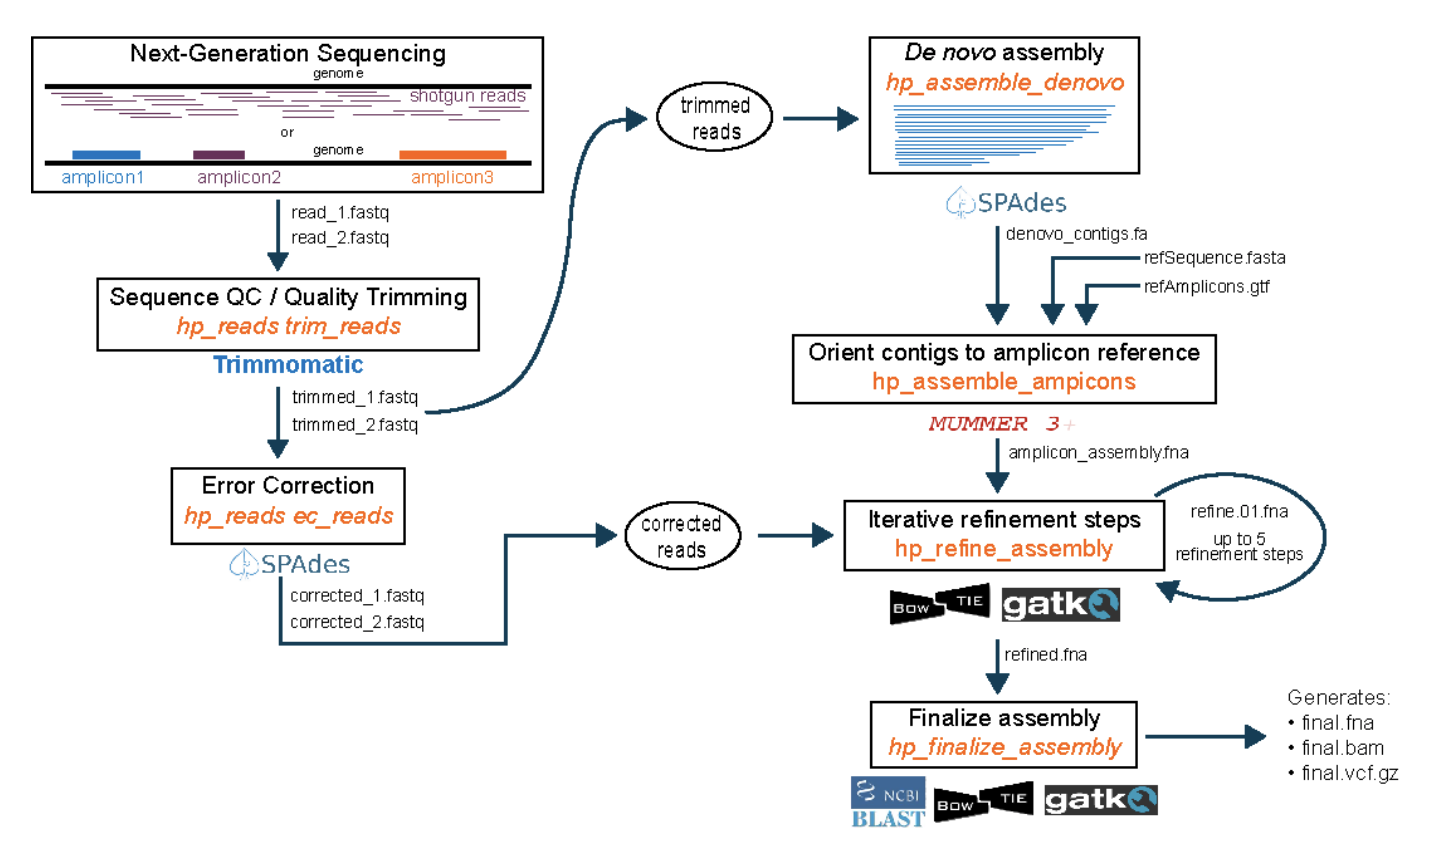 Next-Generation Sequencing
genome
shotgun reads
or
genome
amplicon1
amplicon2
amplicon3
read_1.fastq
read_2.fastq
Sequence QC / Quality Trimming
hp_reads trim_reads
Trimmomatic
trimmed_1.fastq
trimmed_2.fastq
Error Correction
hp_reads ec_reads
SPAdes
corrected_1.fastq
corrected_2.fastq
trimmed
reads
corrected
reads
De novo assembly
hp_assemble_denovo
SPAdes
denovo_contigs.fa
refSequence.fasta
refAmplicons.gtf
Orient contigs to amplicon reference
hp_assemble_ampicons
MUMMER 3+
amplicon_assembly.fna
Iterative refinement steps
hp_refine_assembly
refine.01.fna
up to 5
refinement steps
Bow TIE
gatk
refined.fna
Finalize assembly
hp_finalize_assembly
NCBI
BLAST
Bow TIE
gatk
Generates:
• final.fna
• final.bam
• final.vcf.gz